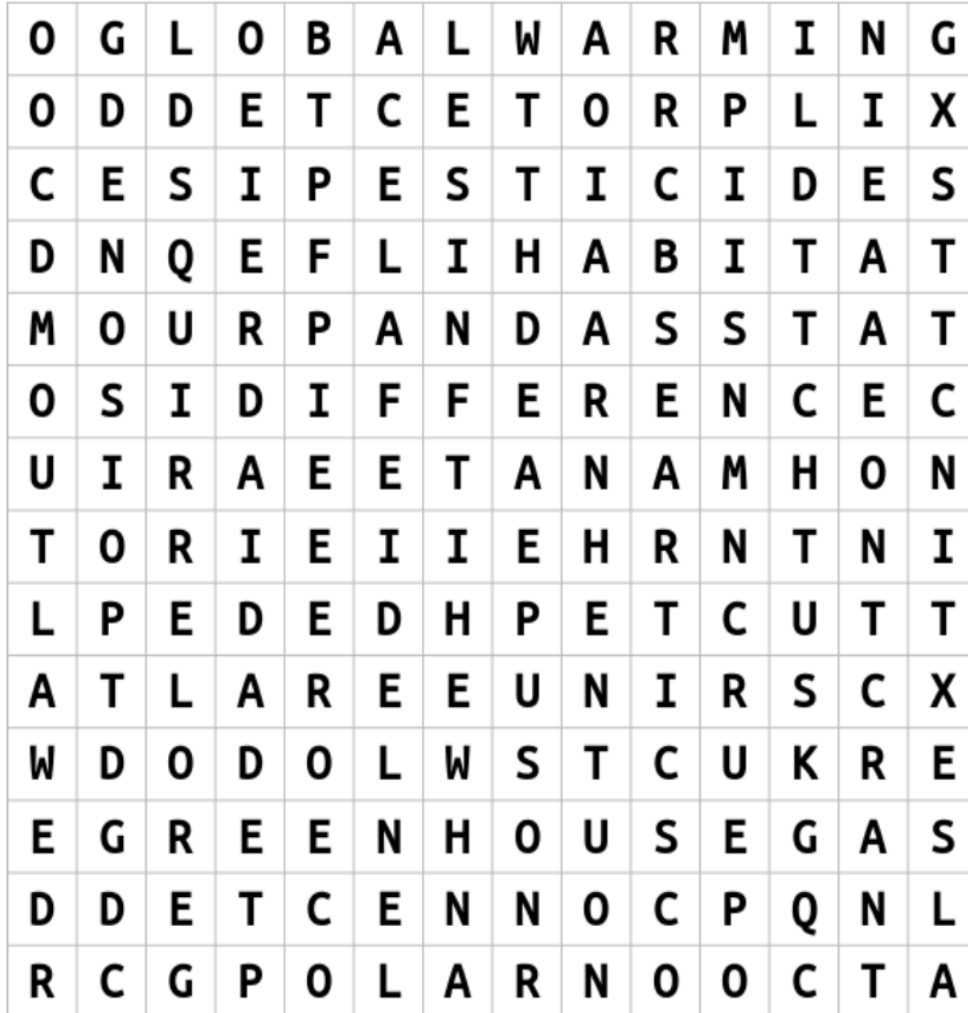 O G L O B A L W A R M I N G
O D D E T C E T O R P L I X
C E S I P E S T I C I D E S
D N Q E F L I H A B I T A T
M O U R P A N D A S S T A T
O S I D I F F E R E N C E C
U I R A E E T A N A M H O N
T O R I E I I E H R N T N I
L P E D E D H P E T C U T T
A T L A R E E U N I R S C X
W D O D O L W S T C U K R E
E G R E E N H O U S E G A S
D D E T C E N N O C P Q N L
R C G P O L A R N O O C T A